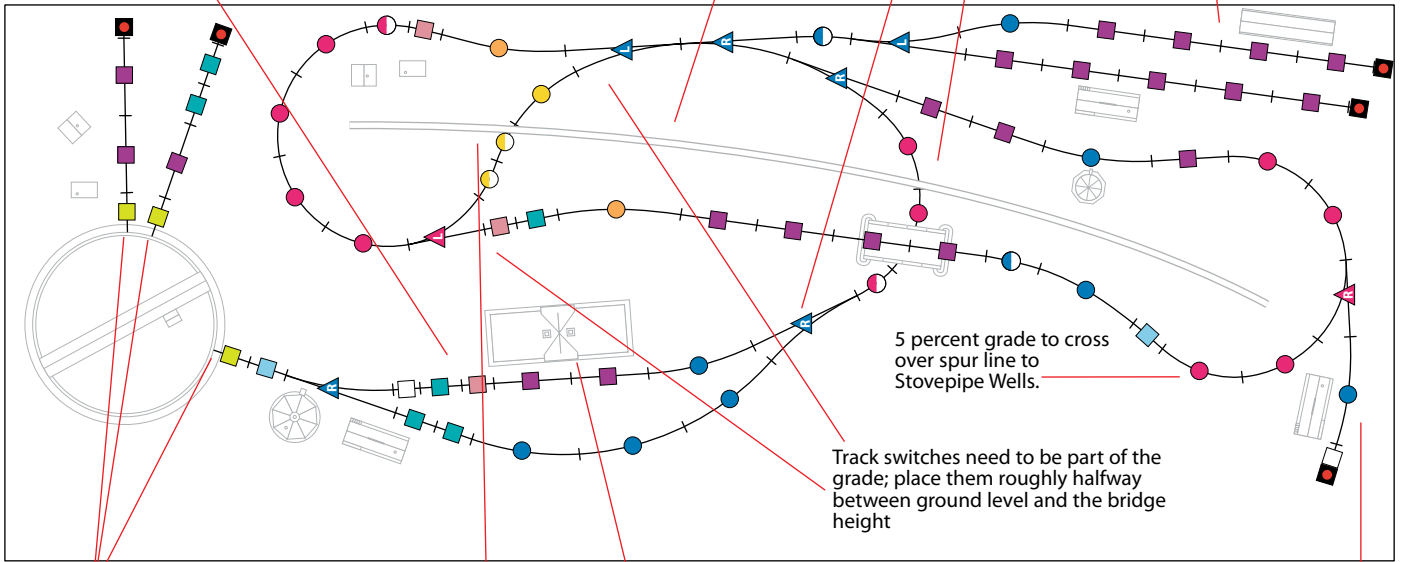 L
R
L
R
L
R
R
R
5 percent grade to cross
over spur line to
Stovepipe Wells.
R
Track switches need to be part of the
grade; place them roughly halfway
between ground level and the bridge
height